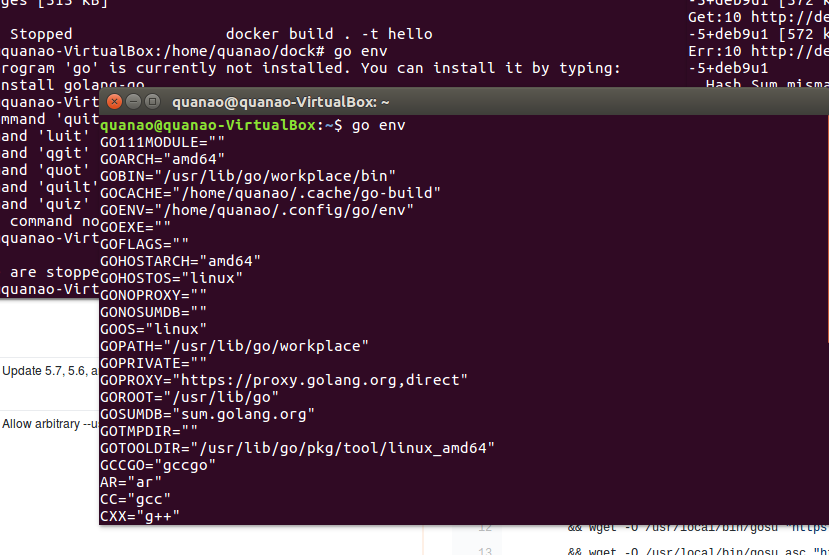 ges [513 kB]
Stopped docker build . -t hello
quanao-VirtualBox:/home/quanao/dock# go env
rogram 'go' is currently not installed. You can install it by typing:
nstall golang-go
quanao-Virt
mmand 'quit
and 'luit'
and 'qgit'
and 'quot'
and 'quilt'
and 'quiz'
command no
quanao-Virt
are stoppe
quanao-Virt
-5+deb9u1 [572 k
Get:10 http://de
-5+deb9u1 [572 k
Err:10 http://de
-5+deb9u1
Hash Sum misma
quanao@quanao-VirtualBox: ~
quanao@quanao-VirtualBox:~$ go env
GO111MODULE=""
GOARCH="amd64"
GOBIN="/usr/lib/go/workplace/bin"
GOCACHE="/home/quanao/.cache/go-build"
GOENV="/home/quanao/.config/go/env"
GOEXE=""
GOFLAGS=""
GOHOSTARCH="amd64"
GOHOSTOS="linux"
GONOPROXY=""
GONOSUMDB=""
GOOS="linux"
GOPATH="/usr/lib/go/workplace"
GOPRIVATE=""
GOPROXY="https://proxy.golang.org,direct"
GOROOT="/usr/lib/go"
GOSUMDB="sum.golang.org"
GOTMPDIR=""
GOTOOLDIR="/usr/lib/go/pkg/tool/linux_amd64"
GCCGO="gccgo"
AR="ar"
CC="gcc"
CXX="g++"
Update 5.7, 5.6, a
Allow arbitrary --u
12 && wget -O /usr/local/bin/gosu "https
13 && wget -O /usr/local/bin/gosu.asc "h